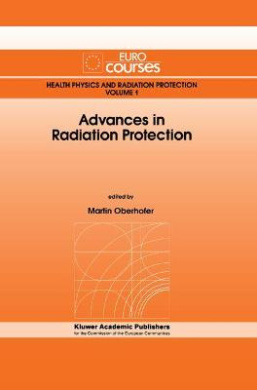 EURO
courses
HEALTH PHYSICS AND RADIATION PROTECTION
VOLUME 1
Advances in
Radiation Protection
edited by
Martin Oberhofer
Kluwer Academic Publishers
for the Commission of the European Communities